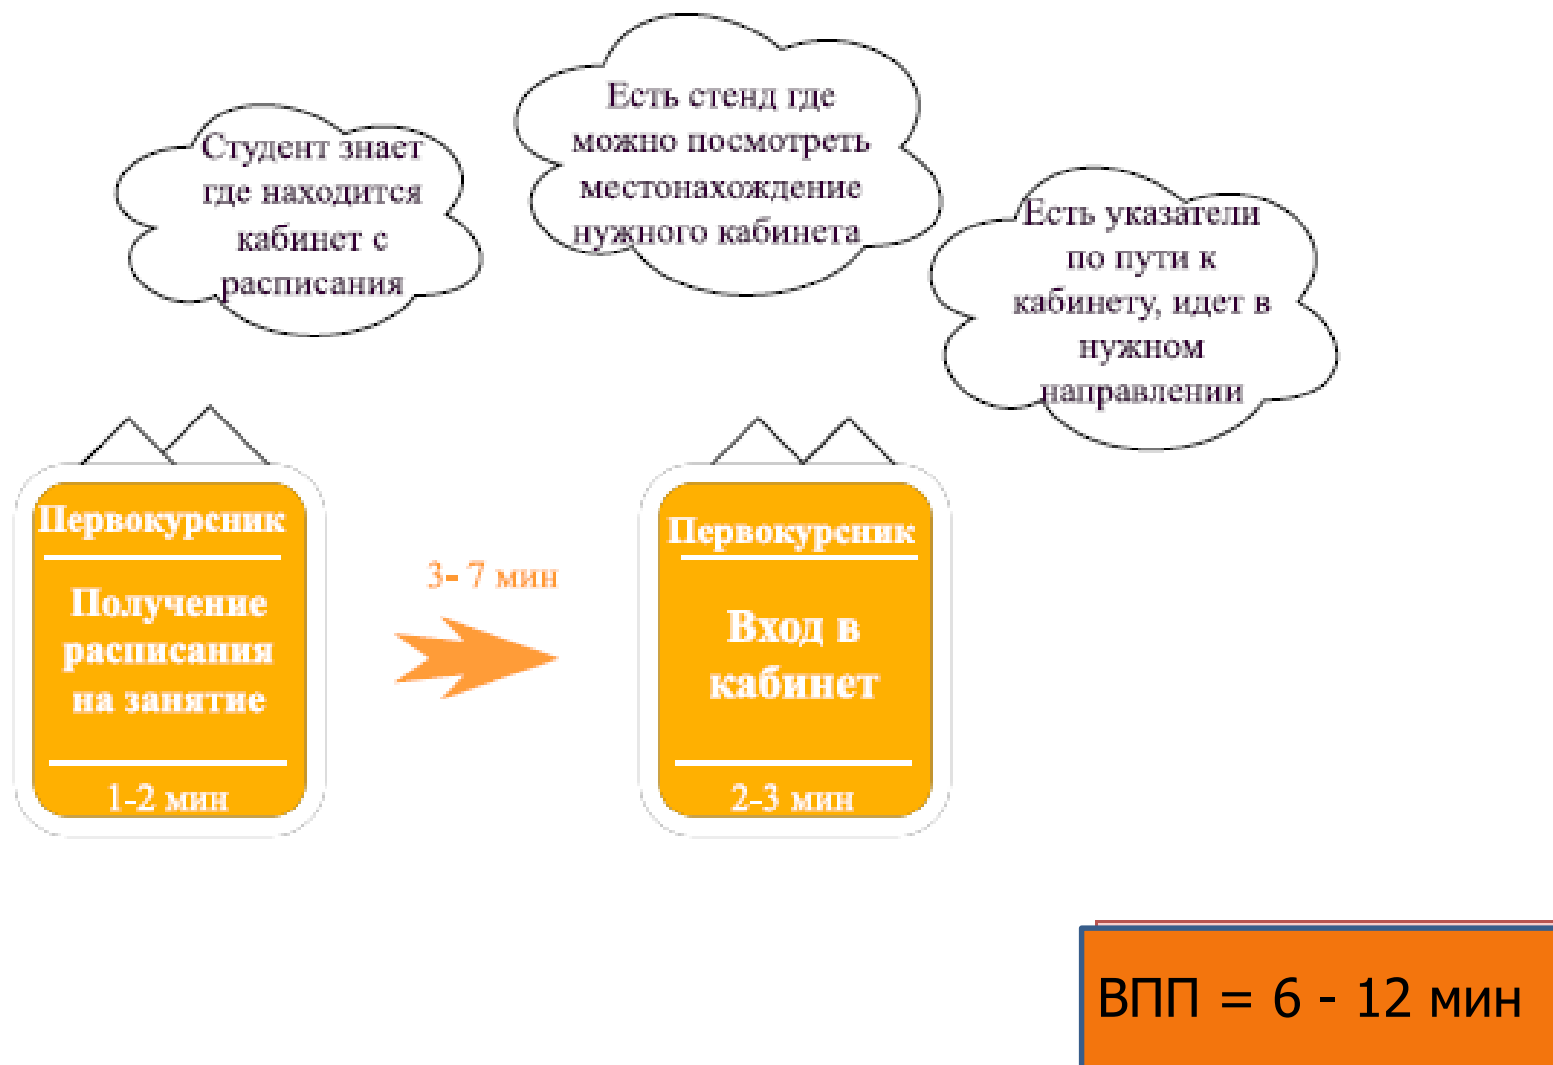 Студент знает
где находится
кабинет с
расписания
Есть стенд где
можно посмотреть
местонахождение
нужного кабинета
Есть указатели
по пути к
кабинету, идет в
нужном
направлении
Первокурсник
Получение
расписания
на занятие
1-2 мин
3- 7 мин
Первокурсник
Вход в
кабинет
2-3 мин
ВПП = 6 - 12 мин